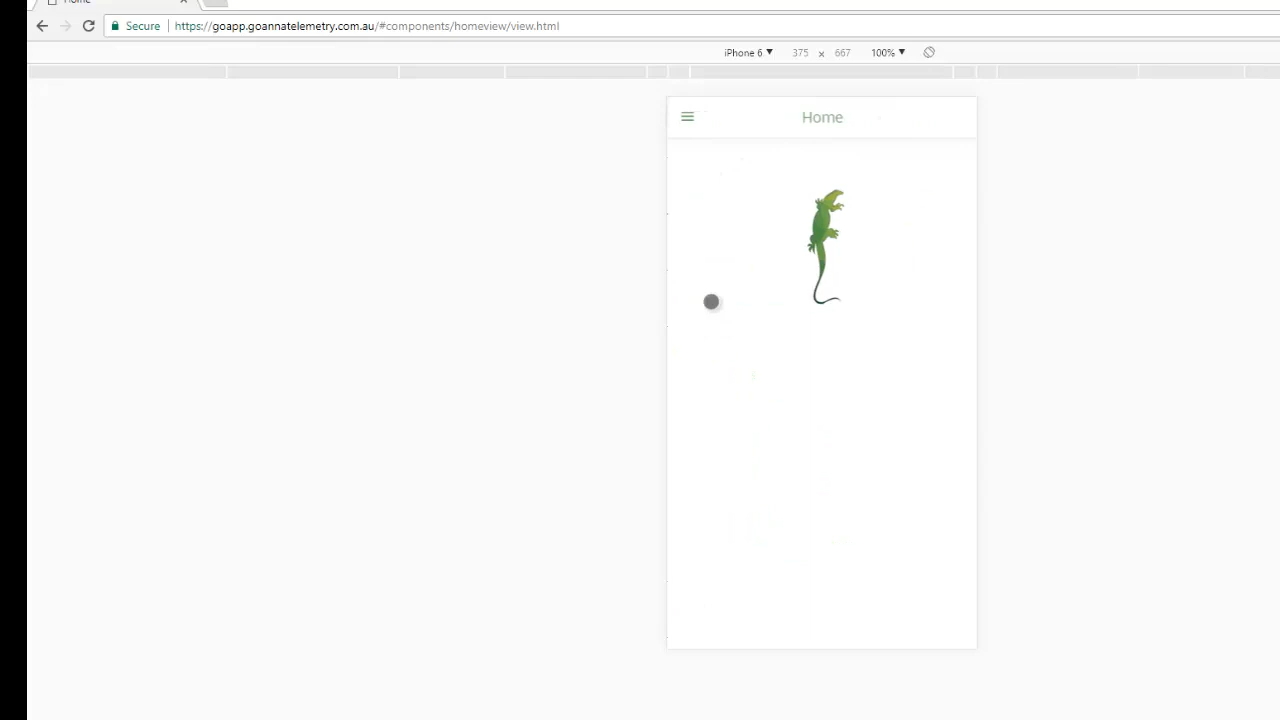 Home
Secure https://goapp.goannatelemetry.com.au/#components/homeview/view.html
iPhone 6 ▼ 375 × 667 100% ▼
Home